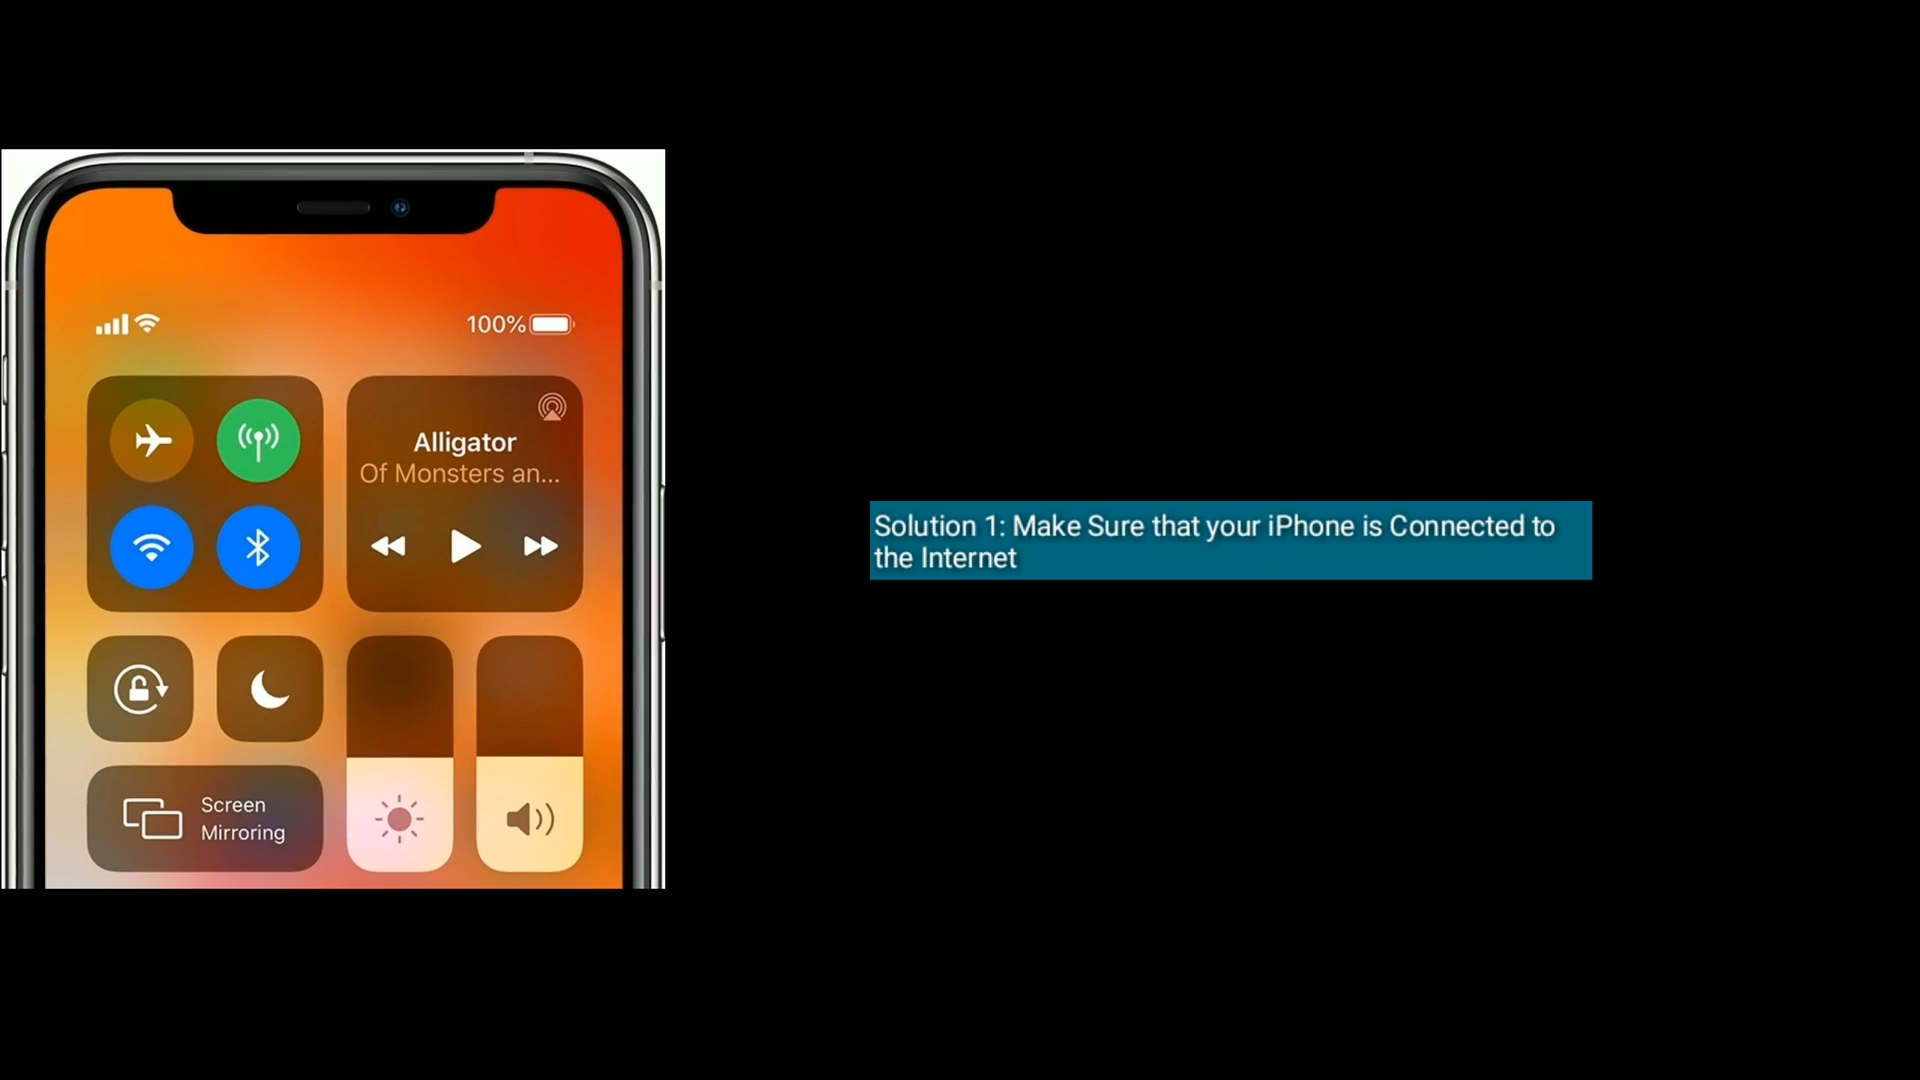 100%
Alligator
Of Monsters an...
Screen
Mirroring
Solution 1: Make Sure that your iPhone is Connected to
the Internet